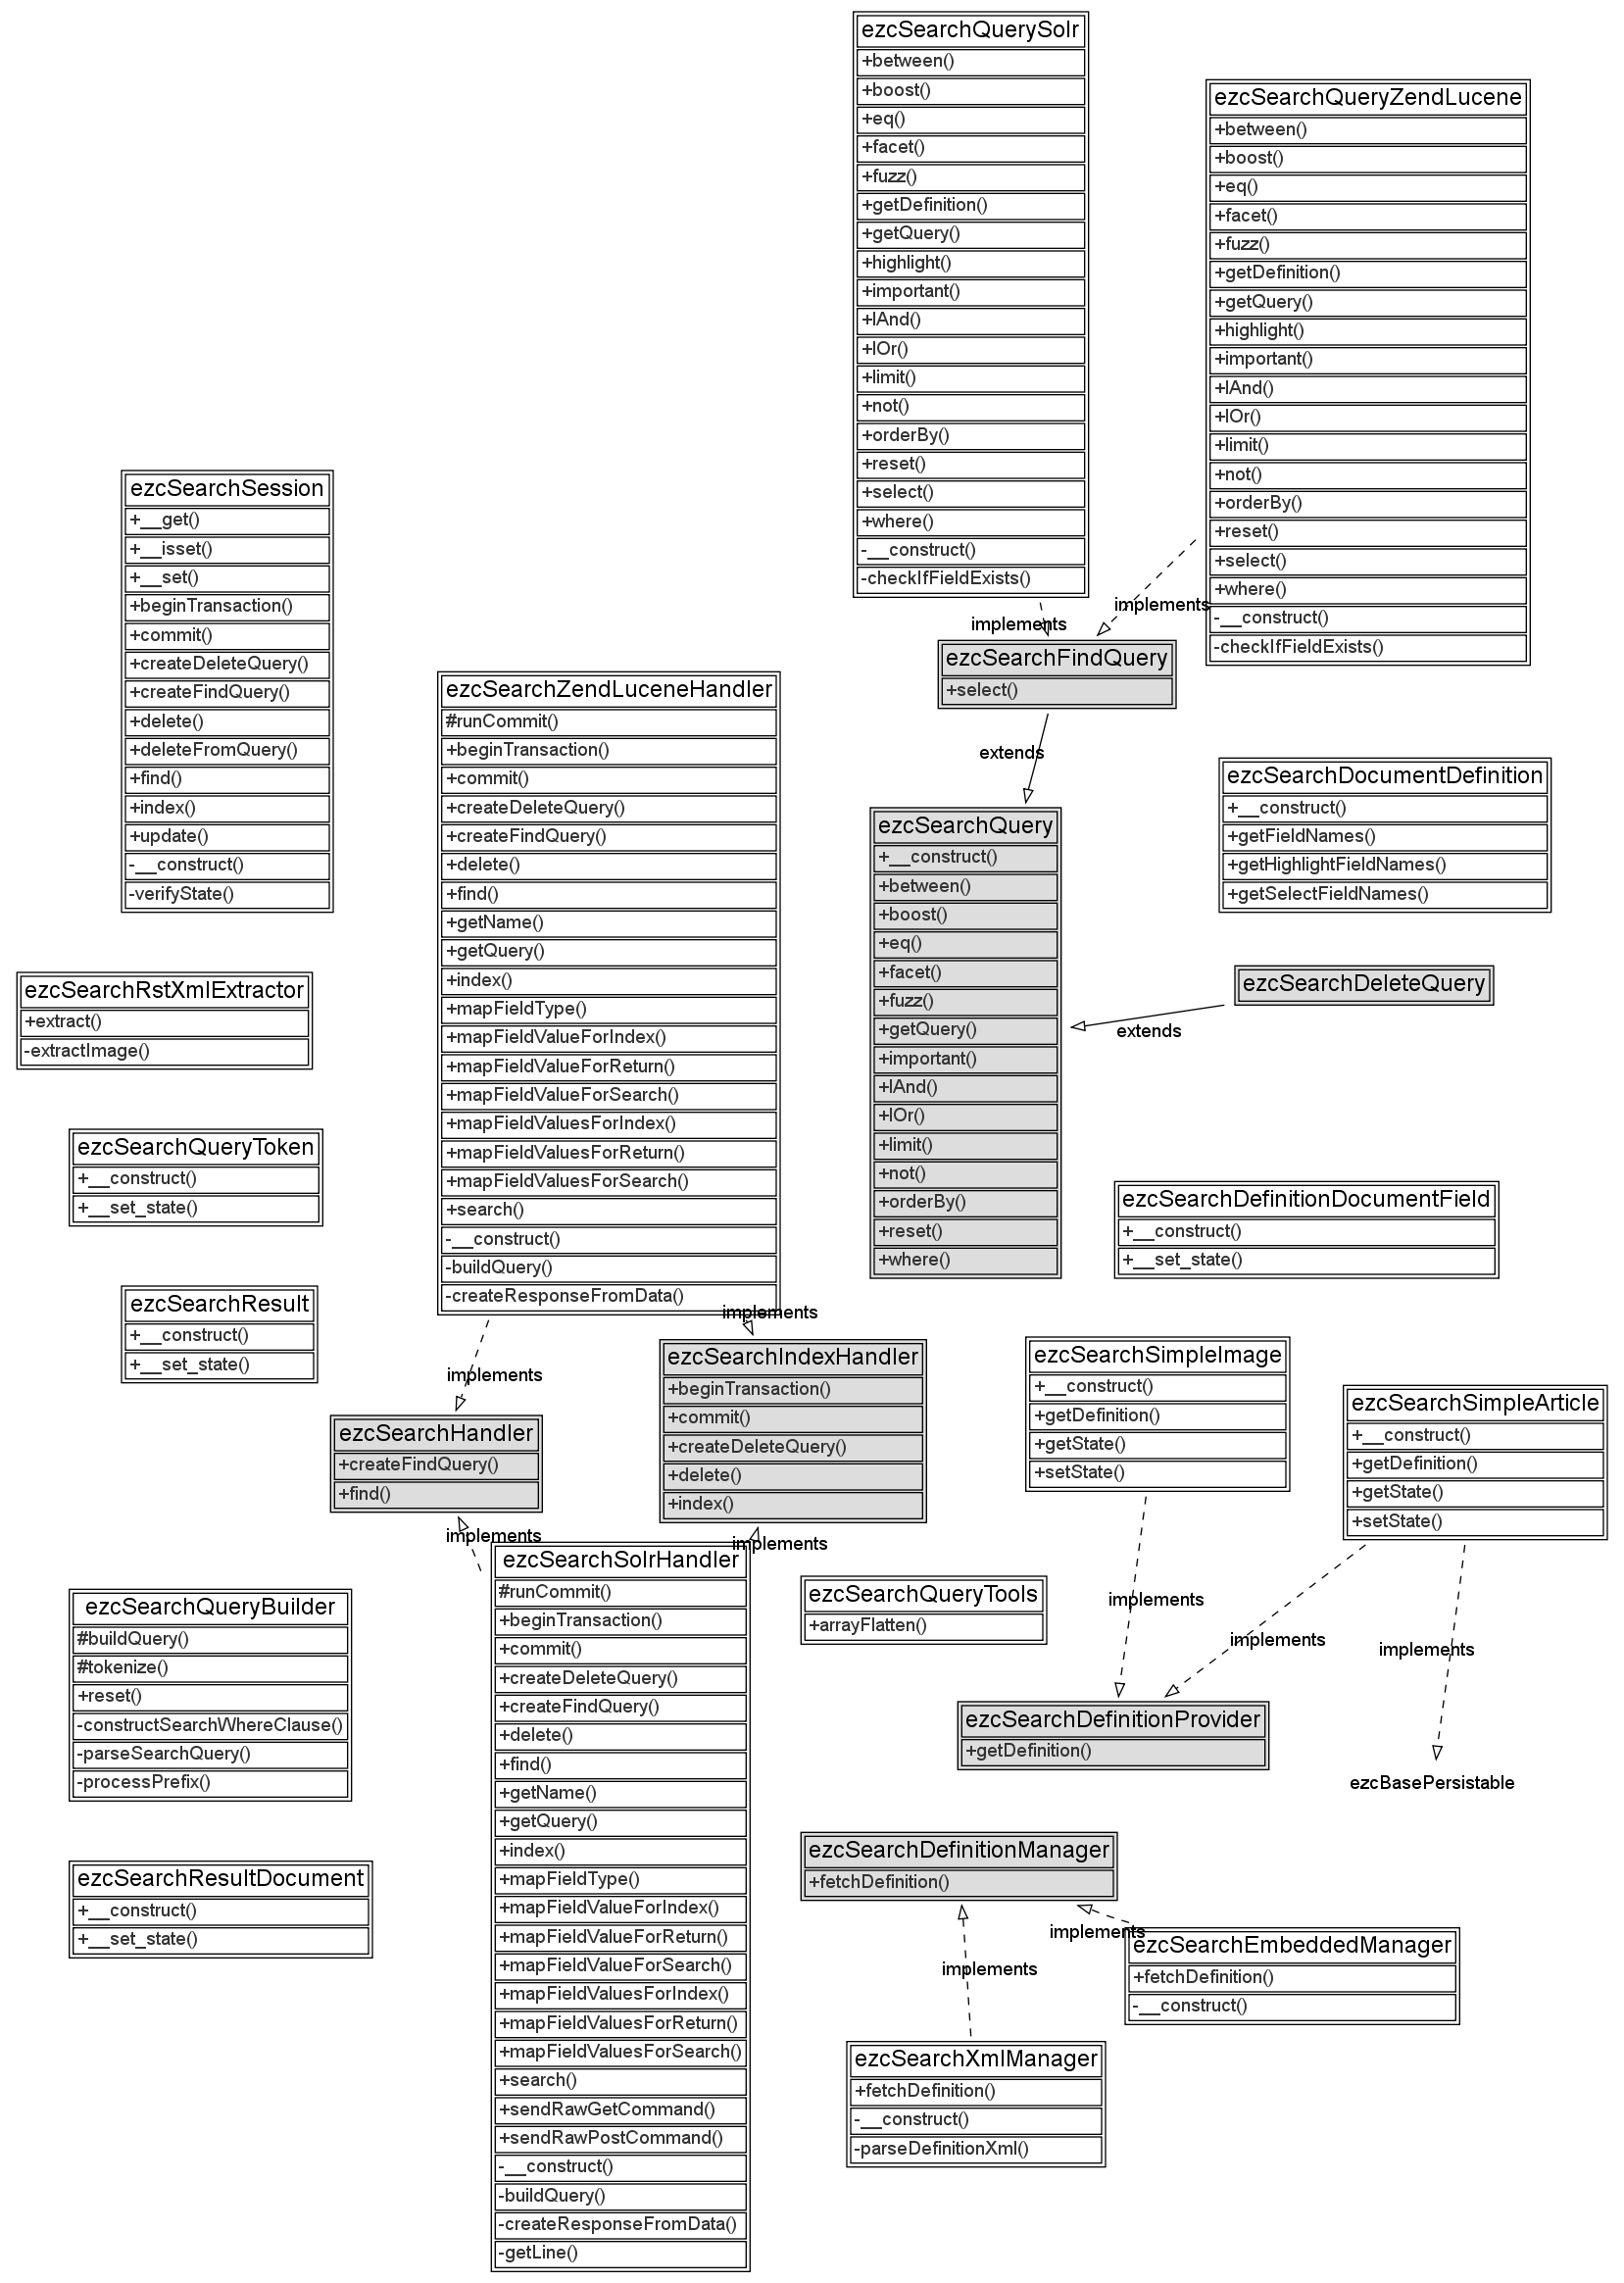 ezcSearchQuerySolr
+between()
+boost()
+eq()
+facet()
+fuzz()
+getDefinition()
+getQuery()
+highlight()
+important()
+lAnd()
+lOr()
+limit()
+not()
+orderBy()
+reset()
+select()
+where()
-__construct()
-checkIfFieldExists()
ezcSearchQueryZendLucene
+between()
+boost()
+eq()
+facet()
+fuzz()
+getDefinition()
+getQuery()
+highlight()
+important()
+lAnd()
+lOr()
+limit()
+not()
+orderBy()
+reset()
+select()
+where()
-__construct()
-checkIfFieldExists()
implements
implements
ezcSearchFindQuery
+select()
extends
ezcSearchSession
+__get()
+__isset()
+__set()
+beginTransaction()
+commit()
+createDeleteQuery()
+createFindQuery()
+delete()
+deleteFromQuery()
+find()
+index()
+update()
-__construct()
-verifyState()
ezcSearchZendLuceneHandler
#runCommit()
+beginTransaction()
+commit()
+createDeleteQuery()
+createFindQuery()
+delete()
+find()
+getName()
+getQuery()
+index()
+mapFieldType()
+mapFieldValueForIndex()
+mapFieldValueForReturn()
+mapFieldValueForSearch()
+mapFieldValuesForIndex()
+mapFieldValuesForReturn()
+mapFieldValuesForSearch()
+search()
-__construct()
-buildQuery()
-createResponseFromData()
ezcSearchQuery
+__construct()
+between()
+boost()
+eq()
+facet()
+fuzz()
+getQuery()
+important()
+lAnd()
+lOr()
+limit()
+not()
+orderBy()
+reset()
+where()
ezcSearchDocumentDefinition
+__construct()
+getFieldNames()
+getHighlightFieldNames()
+getSelectFieldNames()
ezcSearchDeleteQuery
extends
ezcSearchRstXmlExtractor
+extract()
-extractImage()
ezcSearchQueryToken
+__construct()
+__set_state()
ezcSearchDefinitionDocumentField
+__construct()
+__set_state()
ezcSearchResult
+__construct()
+__set_state()
implements
implements
ezcSearchIndexHandler
+beginTransaction()
+commit()
+createDeleteQuery()
+delete()
+index()
ezcSearchHandler
+createFindQuery()
+find()
implements
implements
ezcSearchSimpleImage
+__construct()
+getDefinition()
+getState()
+setState()
ezcSearchSimpleArticle
+__construct()
+getDefinition()
+getState()
+setState()
ezcSearchSolrHandler
#runCommit()
+beginTransaction()
+commit()
+createDeleteQuery()
+createFindQuery()
+delete()
+find()
+getName()
+getQuery()
+index()
+mapFieldType()
+mapFieldValueForIndex()
+mapFieldValueForReturn()
+mapFieldValueForSearch()
+mapFieldValuesForIndex()
+mapFieldValuesForReturn()
+mapFieldValuesForSearch()
+search()
+sendRawGetCommand()
+sendRawPostCommand()
-__construct()
-buildQuery()
-createResponseFromData()
-getLine()
ezcSearchQueryTools
+arrayFlatten()
implements
implements
implements
ezcSearchQueryBuilder
#buildQuery()
#tokenize()
+reset()
-constructSearchWhereClause()
-parseSearchQuery()
-processPrefix()
ezcSearchDefinitionProvider
+getDefinition()
ezcBasePersistable
ezcSearchDefinitionManager
+fetchDefinition()
ezcSearchResultDocument
+__construct()
+__set_state()
implements
implements
ezcSearchEmbeddedManager
+fetchDefinition()
-__construct()
ezcSearchXmlManager
+fetchDefinition()
-__construct()
-parseDefinitionXml()